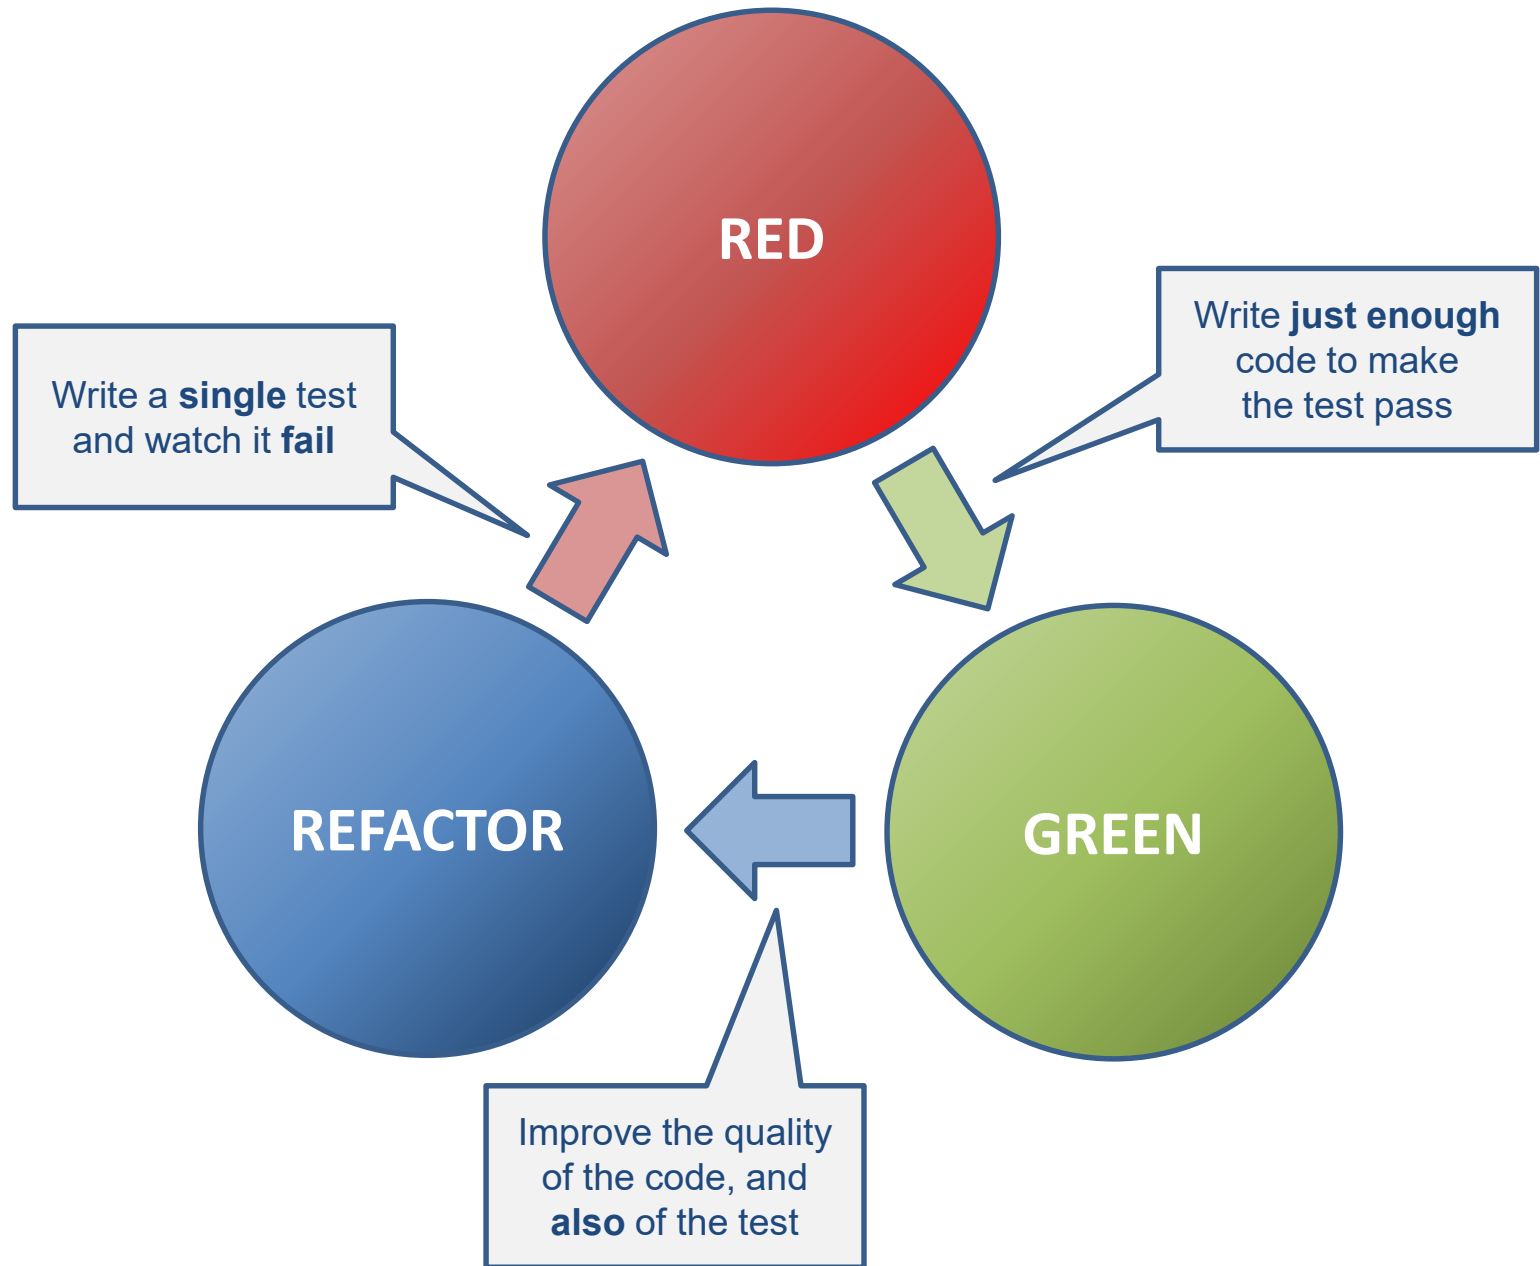 RED
Write just enough
code to make
the test pass
Write a single test
and watch it fail
REFACTOR
GREEN
Improve the quality
of the code, and
also of the test